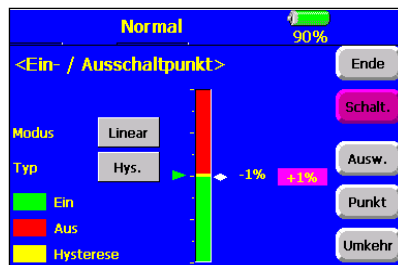 Normal
90%
<Ein- / Ausschaltpunkt>
Ende
Schalt.
Modus
Linear
Typ
Hys.
-1%
+1%
Ausw.
Ein
Punkt
Aus
Hysterese
Umkehr